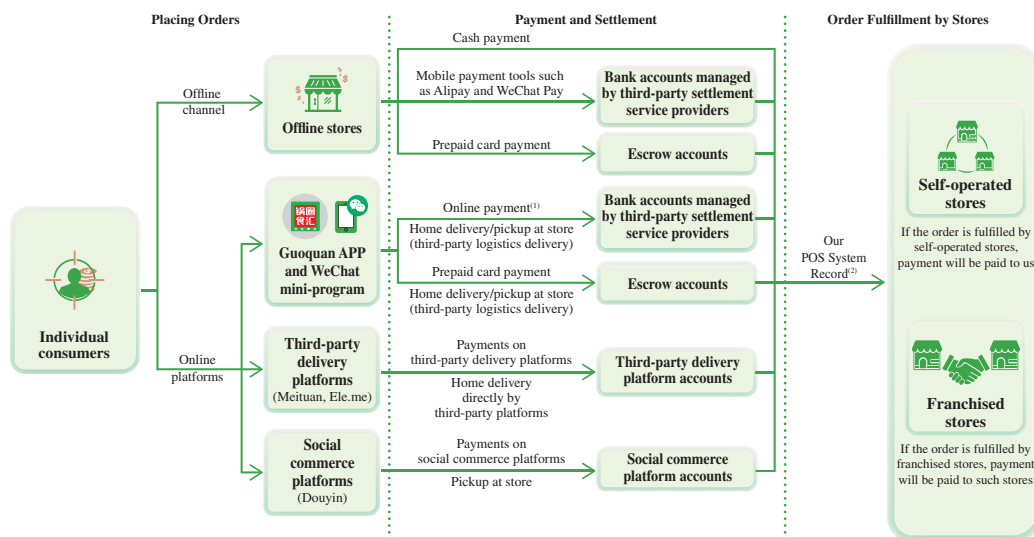 Placing Orders
Payment and Settlement
Order Fulfillment by Stores
Individual
consumers
Offline
channel
Online
platforms
$
$
$
$
Offline stores
锅圈
食汇
Guoquan APP
and WeChat
mini-program
Third-party
delivery
platforms
(Meituan, Ele.me)
Social
commerce
platforms
(Douyin)
Cash payment
Mobile payment tools such
as Alipay and WeChat Pay
Bank accounts managed
by third-party settlement
service providers
Prepaid card payment
Escrow accounts
Online payment(1)
Home delivery/pickup at store
(third-party logistics delivery)
Bank accounts managed
by third-party settlement
service providers
Prepaid card payment
Home delivery/pickup at store
(third-party logistics delivery)
Escrow accounts
Payments on
third-party delivery platforms
Home delivery
directly by
third-party platforms
Third-party delivery
platform accounts
Payments on
social commerce platforms
Pickup at store
Social commerce
platform accounts
Our
POS System
Record(2)
Self-operated
stores
If the order is fulfilled by
self-operated stores,
payment will be paid to us
Franchised
stores
If the order is fulfilled by
franchised stores, payment
will be paid to such stores